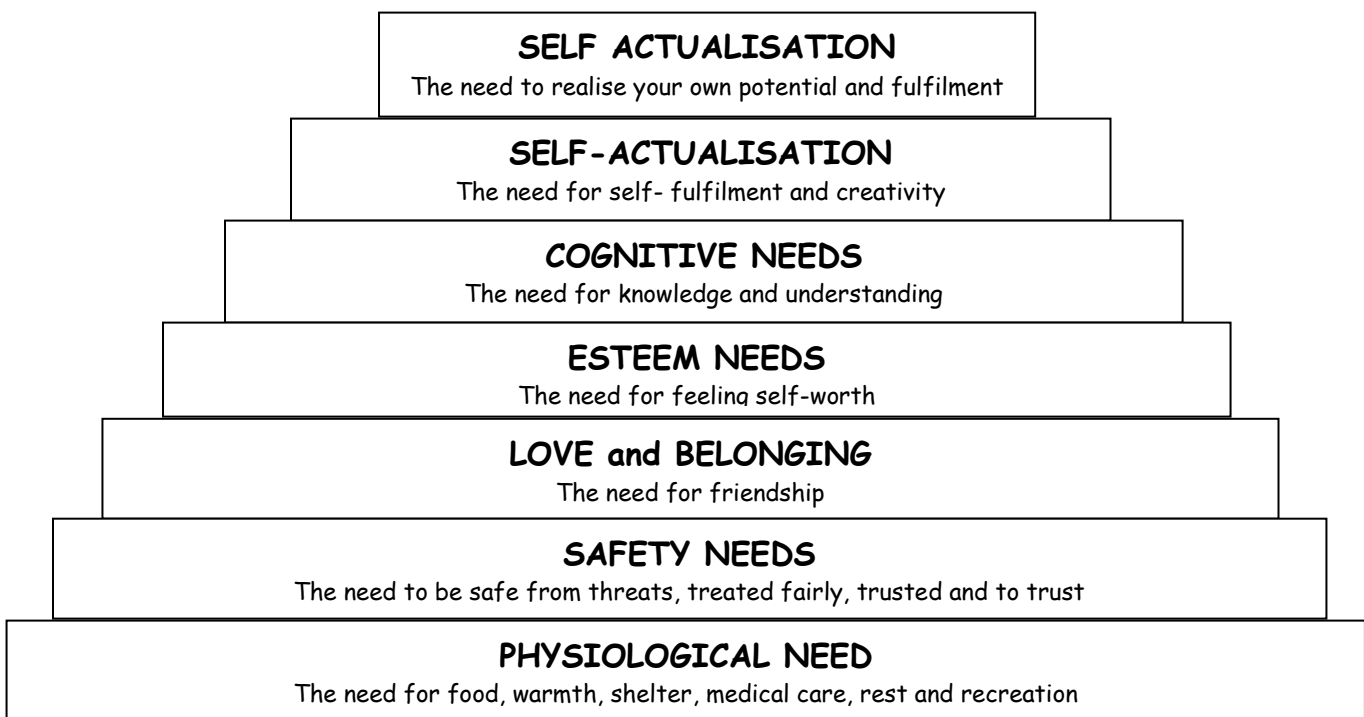 SELF ACTUALISATION
The need to realise your own potential and fulfilment
SELF-ACTUALISATION
The need for self- fulfilment and creativity
COGNITIVE NEEDS
The need for knowledge and understanding
ESTEEM NEEDS
The need for feeling self-worth
LOVE and BELONGING
The need for friendship
SAFETY NEEDS
The need to be safe from threats, treated fairly, trusted and to trust
PHYSIOLOGICAL NEED
The need for food, warmth, shelter, medical care, rest and recreation